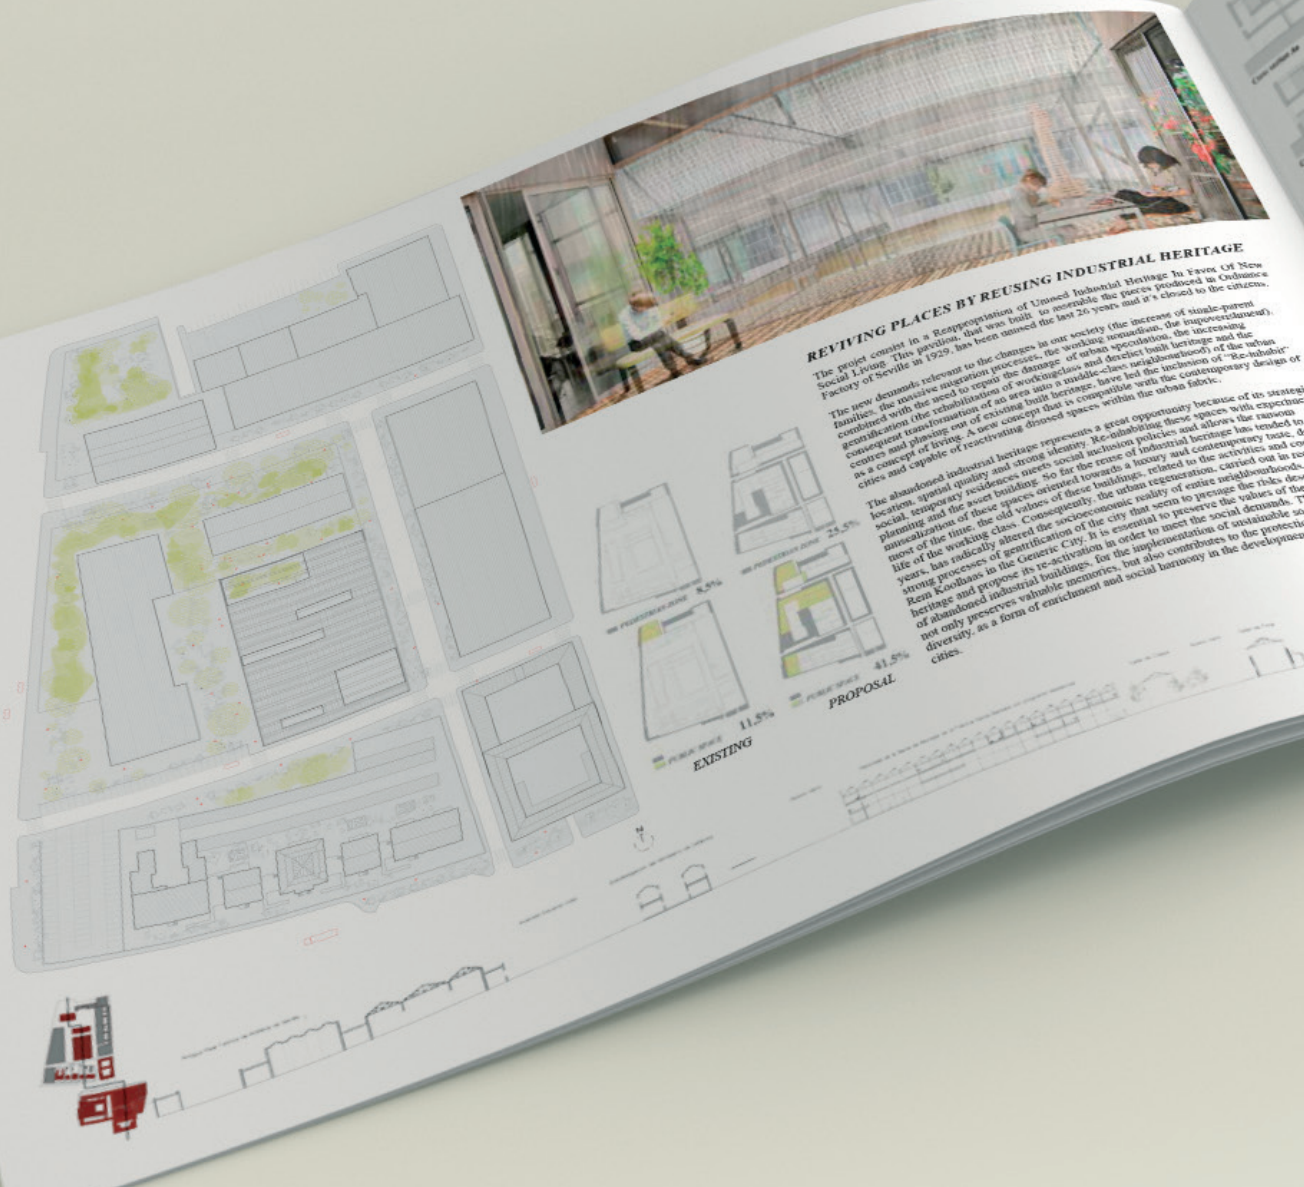 REVIVING PLACES BY REUSING INDUSTRIAL HERITAGE
The projet consist in a Reappropriation of Unused Industrial Heritage In Favor Of New
Social Living. This pavilion, that was built to assemble the pieces produced in Ordnance
Factory of Seville in 1929, has been unused the last 26 years and it's closed to the citizens.
The new demands relevant to the changes in our society (the increase of single-parent
families, the massive migration processes, the working nomadism, the impoverishment),
combined with the need to repair the damage of urban speculation, the increasing
gentrification (the rehabilitation of workingclass and derelict built heritage and the
consequent transformation of an area into a middle-class neighbourhood) of the urban
centres and phasing out of existing built heritage, have led the inclusion of "Re-inhabit"
as a concept of living. A new concept that is compatible with the contemporary design of
cities and capable of reactivating disused spaces within the urban fabric.
The abandoned industrial heritage represents a great opportunity because of its strategi
location, spatial quality and strong identity. Re-inhabiting these spaces with experime
social, temporary residences meets social inclusion policies and allows the ransom
planning and the asset building. So far the reuse of industrial heritage has tended to
musealization of these spaces oriented towards a luxury and contemporary taste, d
most of the time, the old values of these buildings, related to the activities and co
life of the working class. Consequently, the urban regeneration, carried out in rec
years, has radically altered the socioeconomic reality of entire neighbourhoods,
strong processes of gentrification of the city that seem to presage the risks des
Rem Koolhaas in the Generic City. It is essential to preserve the values of the
heritage and propose its re-activation in order to meet the social demands. T
of abandoned industrial buildings, for the implementation of sustainable so
not only preserves valuable memories, but also contributes to the protectio
diversity, as a form of enrichment and social harmony in the development
cities.
PEDESTRIAN ZONE 8,5%
25,5%
PUBLIC SPACE 11,5%
EXISTING
PUBLIC SPACE 41,5%
PROPOSAL
N